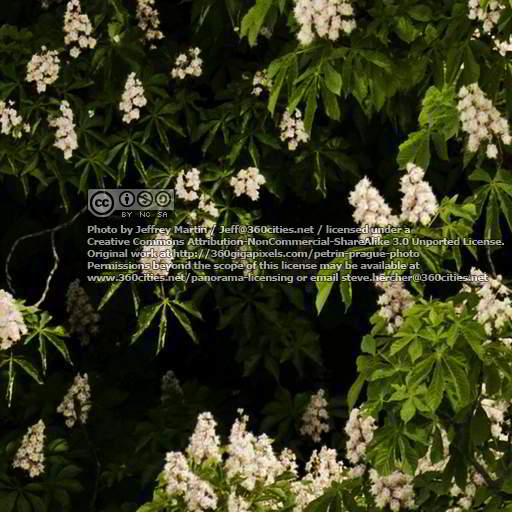 cc
BY NC SA
Photo by Jeffrey Martin / Jeff@360cities.net / licensed under a
Creative Commons Attribution-NonCommercial-ShareAlike 3.0 Unported License.
Original work at http://360gigapixels.com/petrin-prague-photo
Permissions beyond the scope of this license may be available at
www.360cities.net/panorama-licensing or email steve.hercher@360cities.net